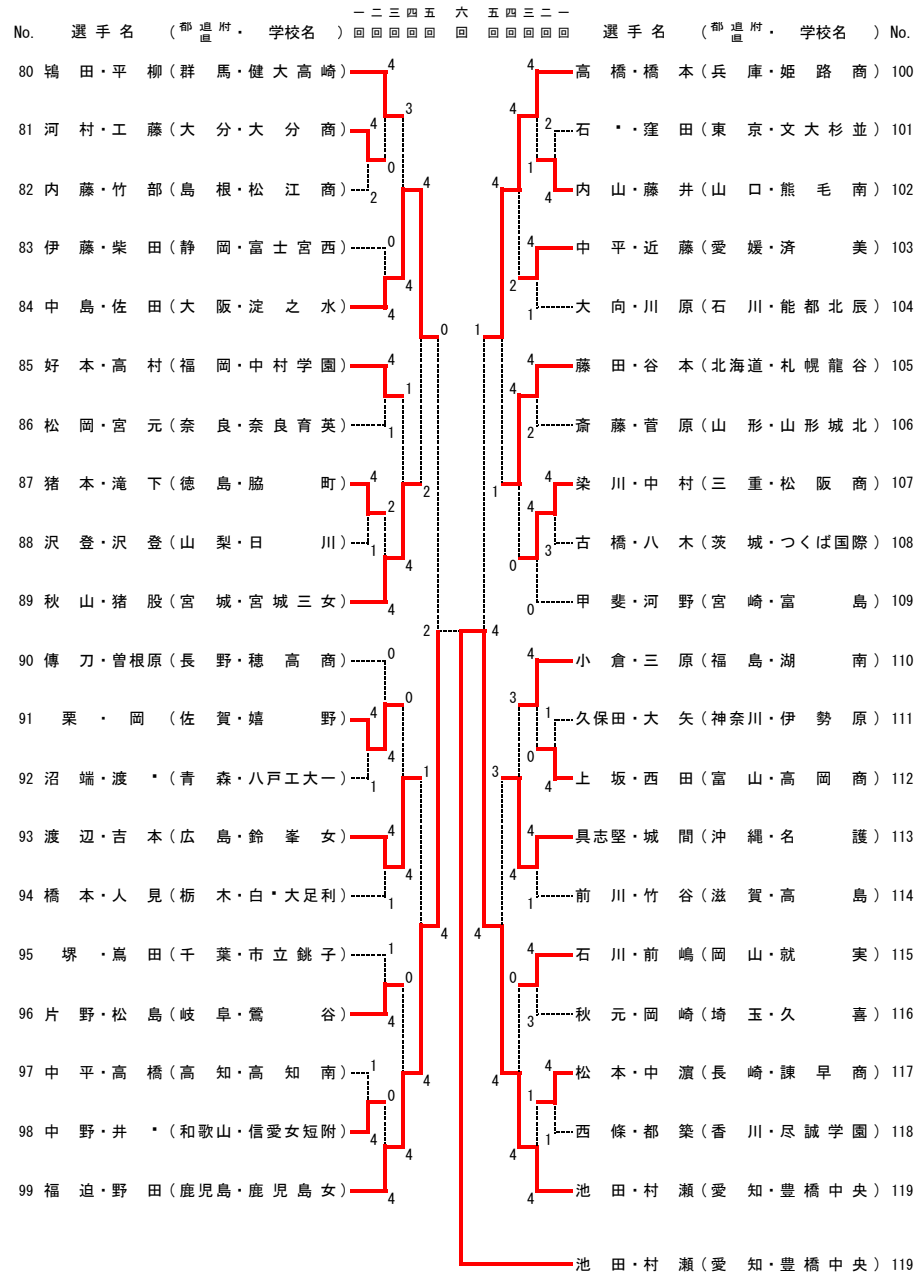 一 二 三 四 五 六 五 四 三 二 一
No. 選手名 (都道府県・学校名) 回 回 回 回 回 回 回 回 回 回 回 選手名 (都道府県・学校名) No.
80 鴇田・平柳(群馬・健大高崎) 4 4 高橋・橋本(兵庫・姫路商) 100
3 4
81 河村・工藤(大分・大分商) 4 2 石▪・窪田(東京・文大杉並) 101
0 1
82 内藤・竹部(島根・松江商) 2 4 4 4 内山・藤井(山口・熊毛南) 102
83 伊藤・柴田(静岡・富士宮西) 0 4 中平・近藤(愛媛・済美) 103
4 2
84 中島・佐田(大阪・淀之水) 4 1 大向・川原(石川・能都北辰) 104
0 1
85 好本・高村(福岡・中村学園) 4 4 藤田・谷本(北海道・札幌龍谷) 105
1 4
86 松岡・宮元(奈良・奈良育英) 1 2 斎藤・菅原(山形・山形城北) 106
87 猪本・滝下(徳島・脇町) 4 2 1 4 染川・中村(三重・松阪商) 107
2 4
88 沢登・沢登(山梨・日川) 1 3 古橋・八木(茨城・つくば国際) 108
4 0
89 秋山・猪股(宮城・宮城三女) 4 0 甲斐・河野(宮崎・富島) 109
2 4
90 傳刀・曽根原(長野・穂高商) 0 4 小倉・三原(福島・湖南) 110
0 3
91 栗・岡(佐賀・嬉野) 4 1 久保田・大矢(神奈川・伊勢原) 111
4 0
92 沼端・渡▪(青森・八戸工大一) 1 1 3 4 上坂・西田(富山・高岡商) 112
93 渡辺・吉本(広島・鈴峯女) 4 4 具志堅・城間(沖縄・名護) 113
4 4
94 橋本・人見(栃木・白▪大足利) 1 1 前川・竹谷(滋賀・高島) 114
4 4
95 堺・嶌田(千葉・市立銚子) 1 4 石川・前嶋(岡山・就実) 115
0 0
96 片野・松島(岐阜・鶯谷) 4 3 秋元・岡崎(埼玉・久喜) 116
97 中平・高橋(高知・高知南) 1 4 4 4 松本・中濵(長崎・諫早商) 117
0 1
98 中野・井▪(和歌山・信愛女短附) 4 1 西條・都築(香川・尽誠学園) 118
4 4
99 福迫・野田(鹿児島・鹿児島女) 4 4 池田・村瀬(愛知・豊橋中央) 119
池田・村瀬(愛知・豊橋中央) 119